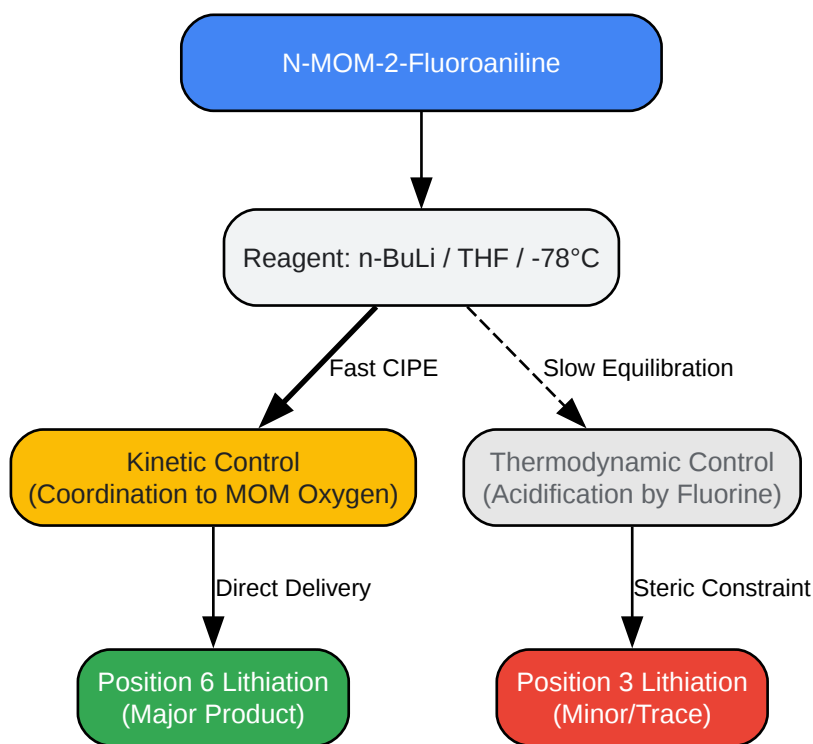 N-MOM-2-Fluoroaniline
Reagent: n-BuLi / THF / -78°C
Fast CIPE
Slow Equilibration
Kinetic Control
(Coordination to MOM Oxygen)
Thermodynamic Control
(Acidification by Fluorine)
Direct Delivery
Steric Constraint
Position 6 Lithiation
(Major Product)
Position 3 Lithiation
(Minor/Trace)